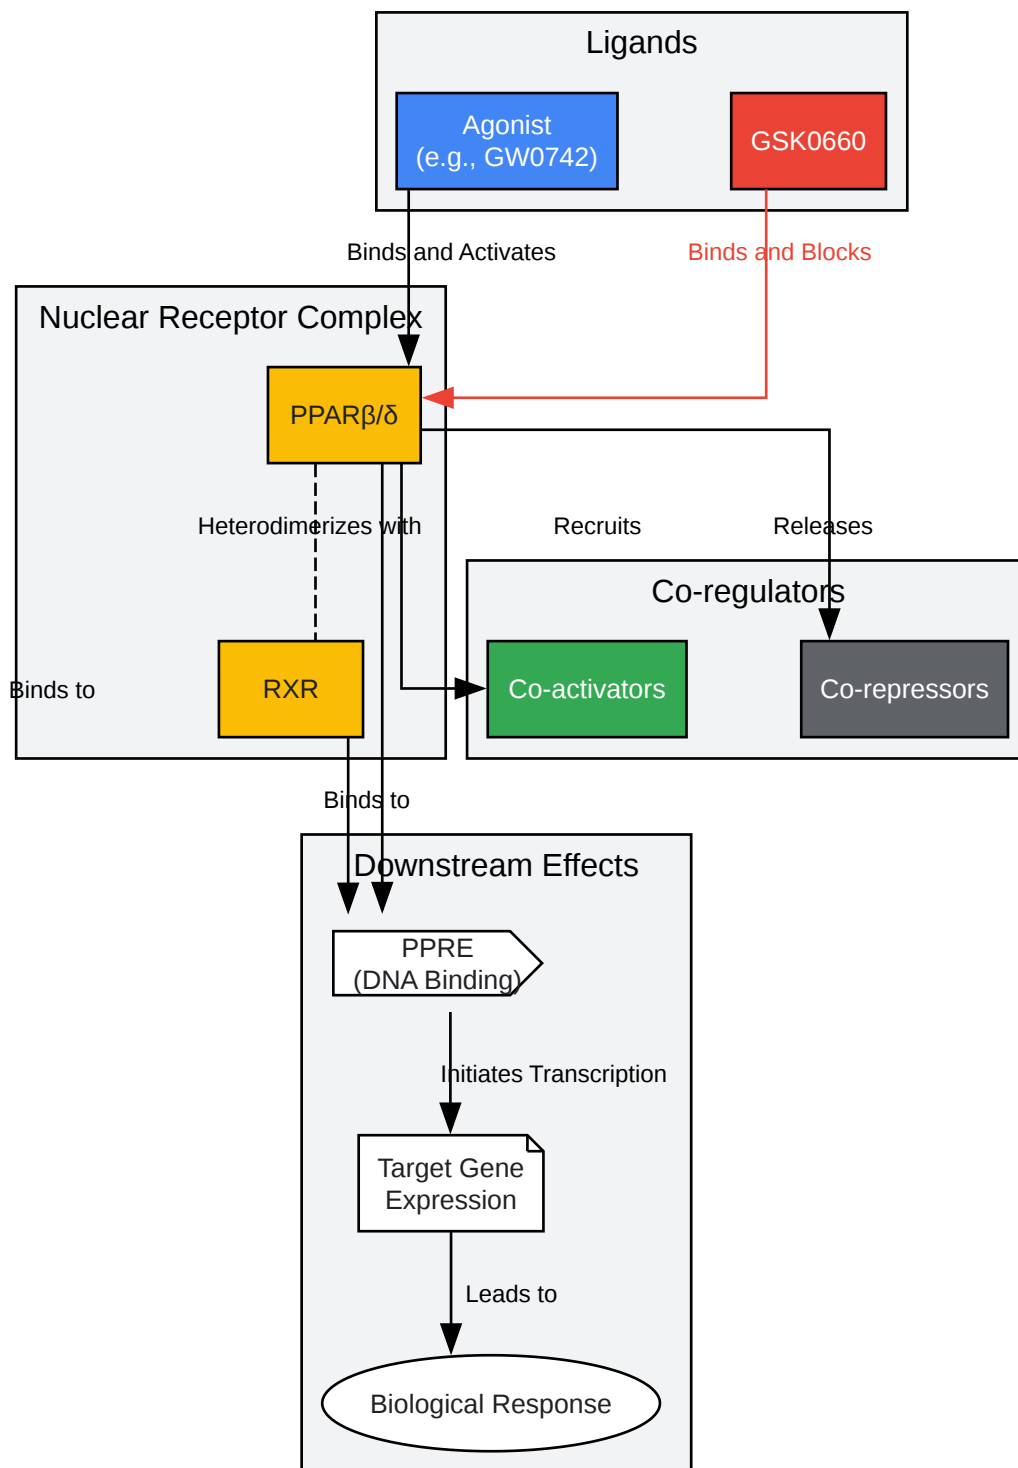 Ligands
Agonist
(e.g., GW0742)
GSK0660
Binds and Activates
Binds and Blocks
Nuclear Receptor Complex
PPARβ/δ
Heterodimerizes with
Recruits
Releases
Co-regulators
RXR
Co-activators
Co-repressors
Binds to
Binds to
Downstream Effects
PPRE
(DNA Binding)
Initiates Transcription
Target Gene
Expression
Leads to
Biological Response